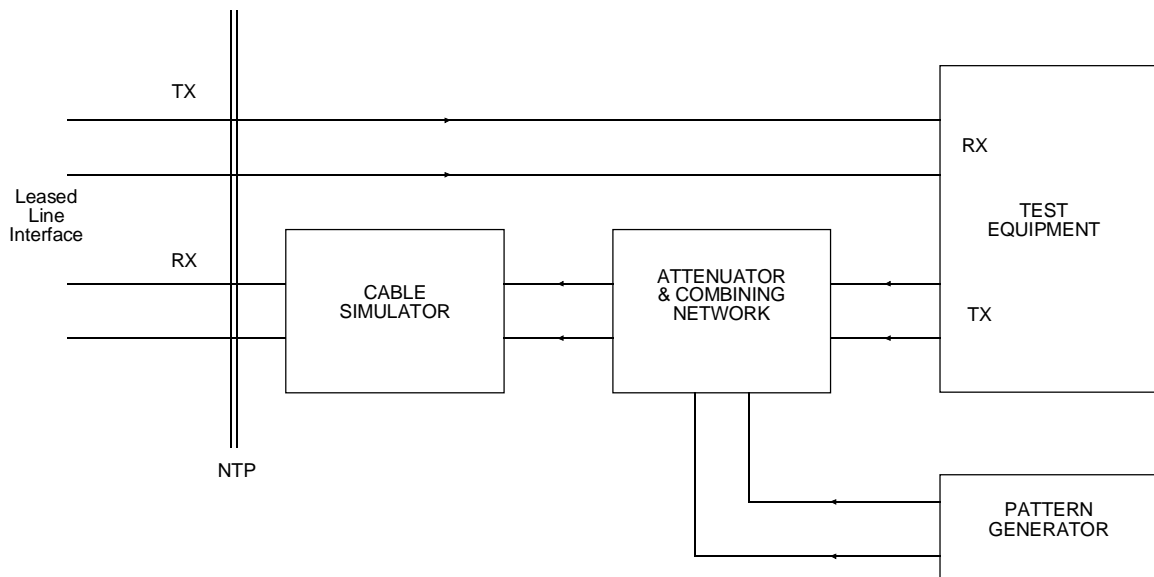 TX
RX
Leased
Line
Interface
TEST
EQUIPMENT
RX
CABLE
SIMULATOR
ATTENUATOR
& COMBINING
NETWORK
TX
NTP
PATTERN
GENERATOR